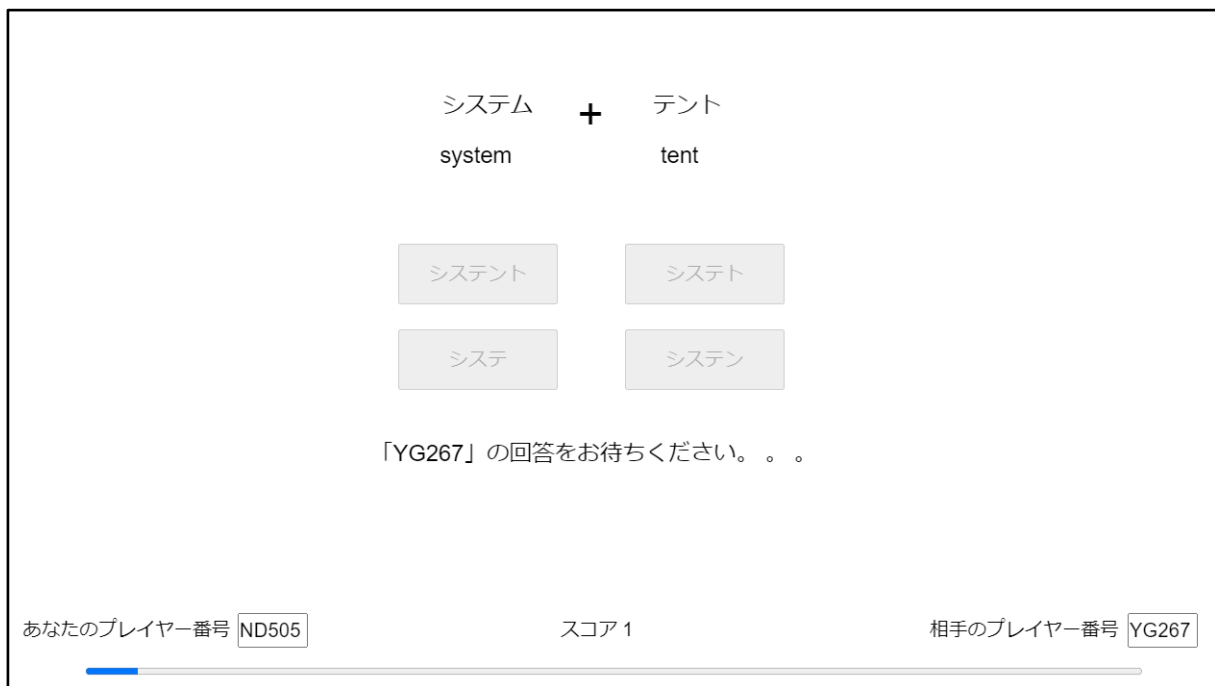 システム + テント
system tent
システント システト
システ システン
「YG267」の回答をお待ちください。。。
あなたのプレイヤー番号 ND505 スコア 1 相手のプレイヤー番号 YG267